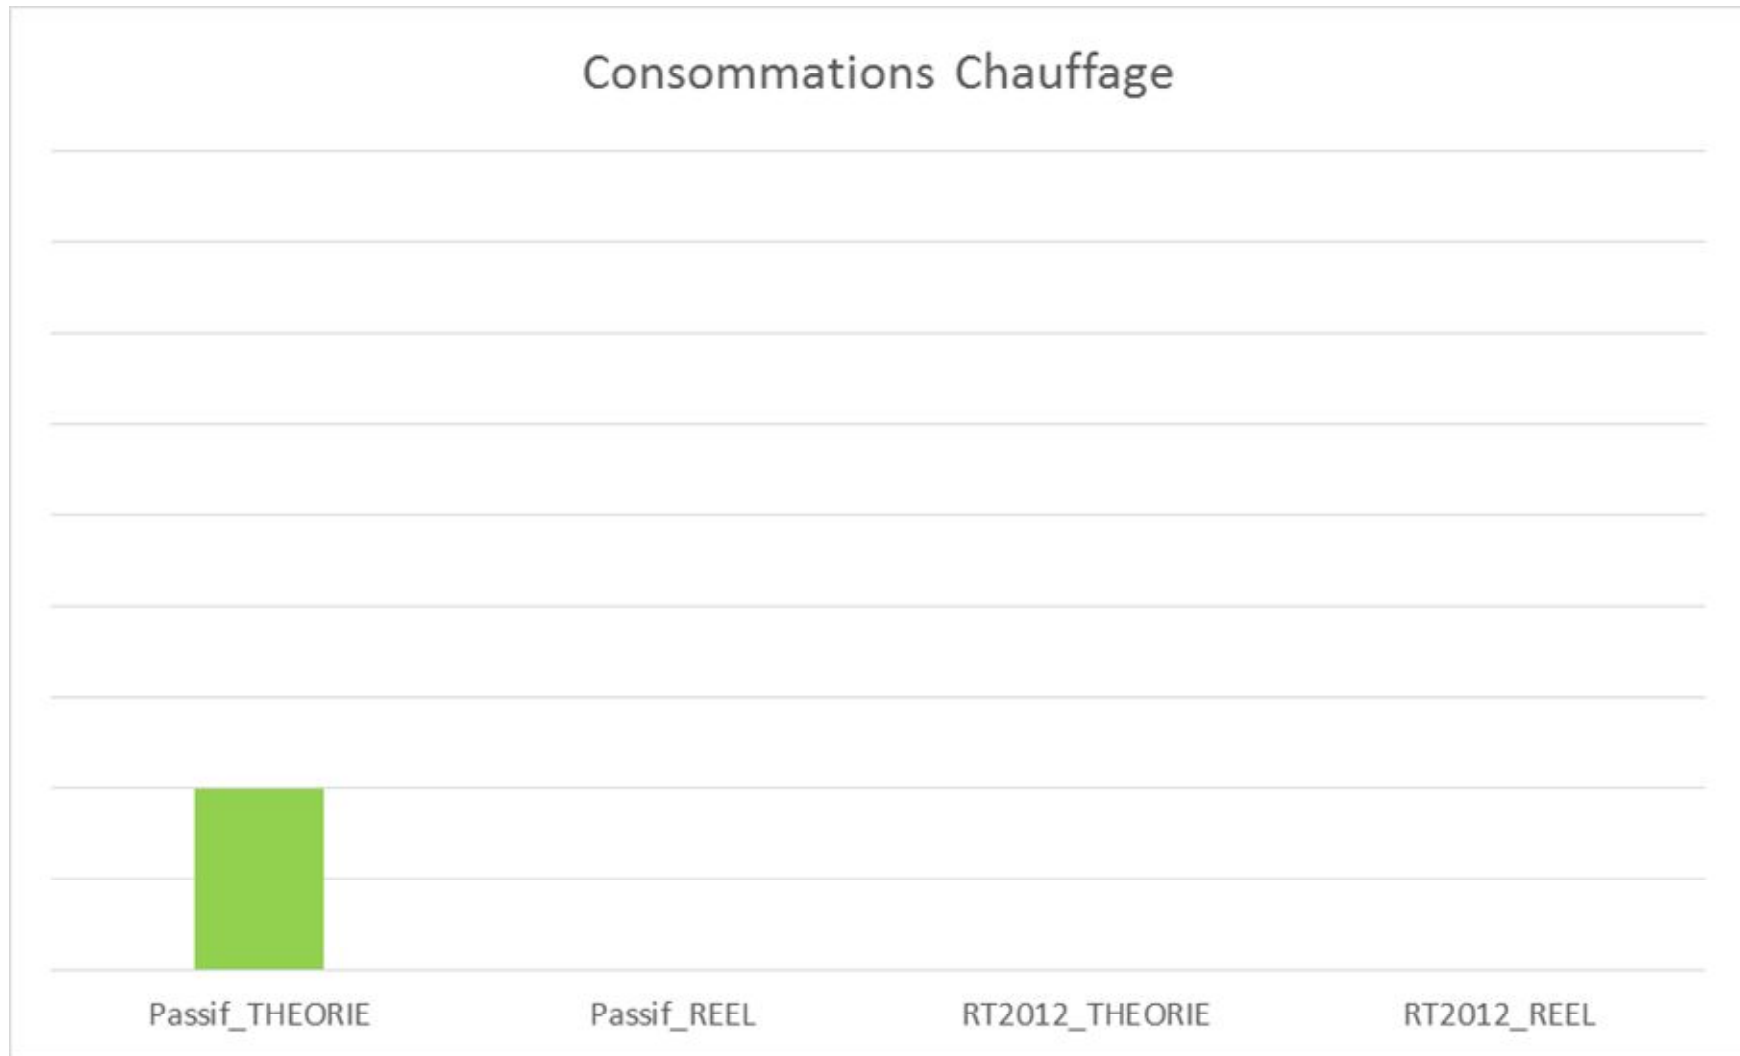 Consommations Chauffage
Passif_THEORIE
Passif_REEL
RT2012_THEORIE
RT2012_REEL